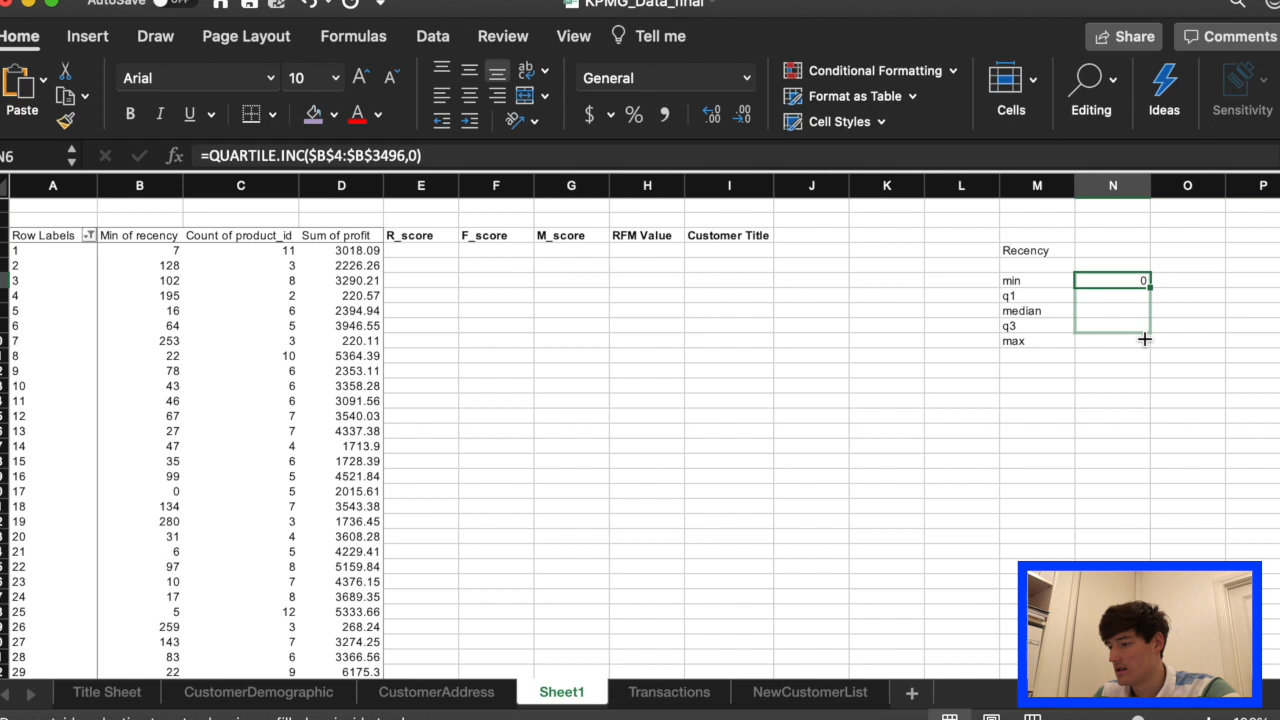 AutoSave OFF KPMG_Data_final
Home Insert Draw Page Layout Formulas Data Review View Tell me Share Comments
Paste Arial 10 General Conditional Formatting Format as Table Cell Styles Cells Editing Ideas Sensitivity
B I U A $ %
N6 fx =QUARTILE.INC($B$4:$B$3496,0)
A B C D E F G H I J K L M N O P
Row Labels Min of recency Count of product_id Sum of profit R_score F_score M_score RFM Value Customer Title
1 7 11 3018.09 Recency
2 128 3 2226.26
3 102 8 3290.21 min 0
4 195 2 220.57 q1
5 16 6 2394.94 median
6 64 5 3946.55 q3
7 253 3 220.11 max
8 22 10 5364.39
9 78 6 2353.11
10 43 6 3358.28
11 46 6 3091.56
12 67 7 3540.03
13 27 7 4337.38
14 47 4 1713.9
15 35 6 1728.39
16 99 5 4521.84
17 0 5 2015.61
18 134 7 3543.38
19 280 3 1736.45
20 31 4 3608.28
21 6 5 4229.41
22 97 8 5159.84
23 10 7 4376.15
24 17 8 3689.35
25 5 12 5333.66
26 259 3 268.24
27 143 7 3274.25
28 83 6 3366.56
29 22 9 6175.3
Title Sheet CustomerDemographic CustomerAddress Sheet1 Transactions NewCustomerList